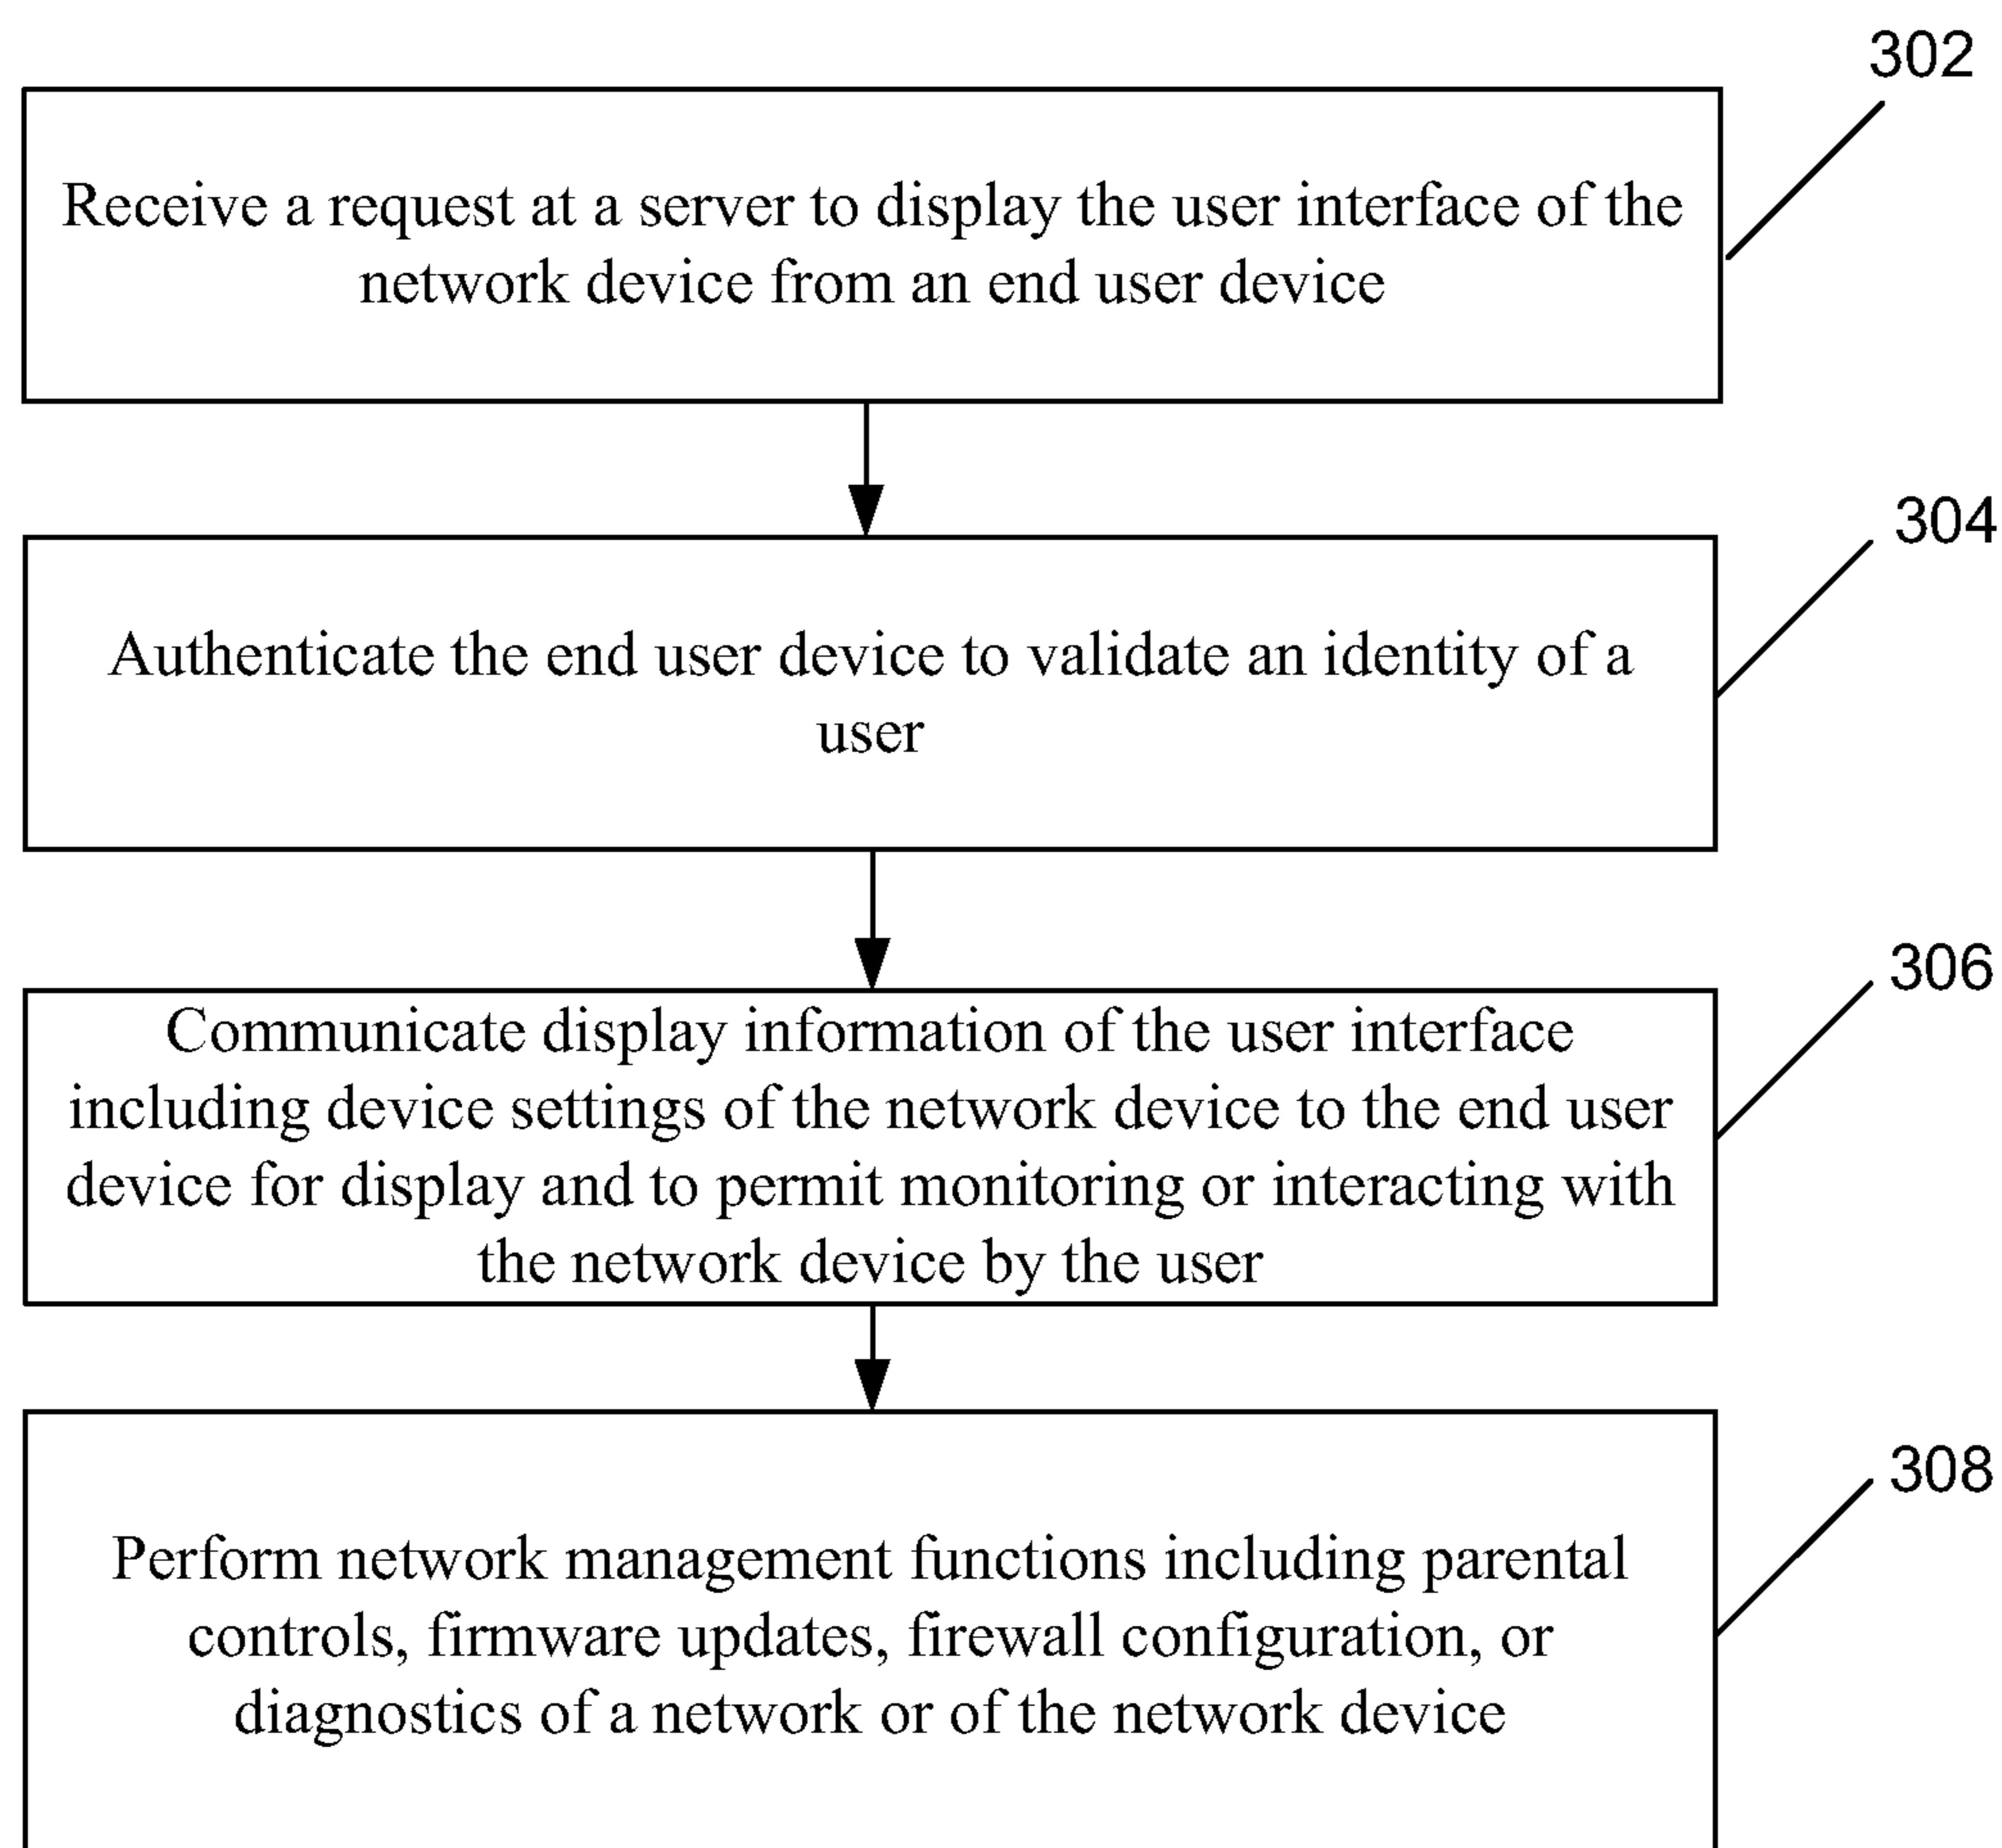 302
Receive a request at a server to display the user interface of the
network device from an end user device
304
Authenticate the end user device to validate an identity of a
user
306
Communicate display information of the user interface
including device settings of the network device to the end user
device for display and to permit monitoring or interacting with
the network device by the user
308
Perform network management functions including parental
controls, firmware updates, firewall configuration, or
diagnostics of a network or of the network device